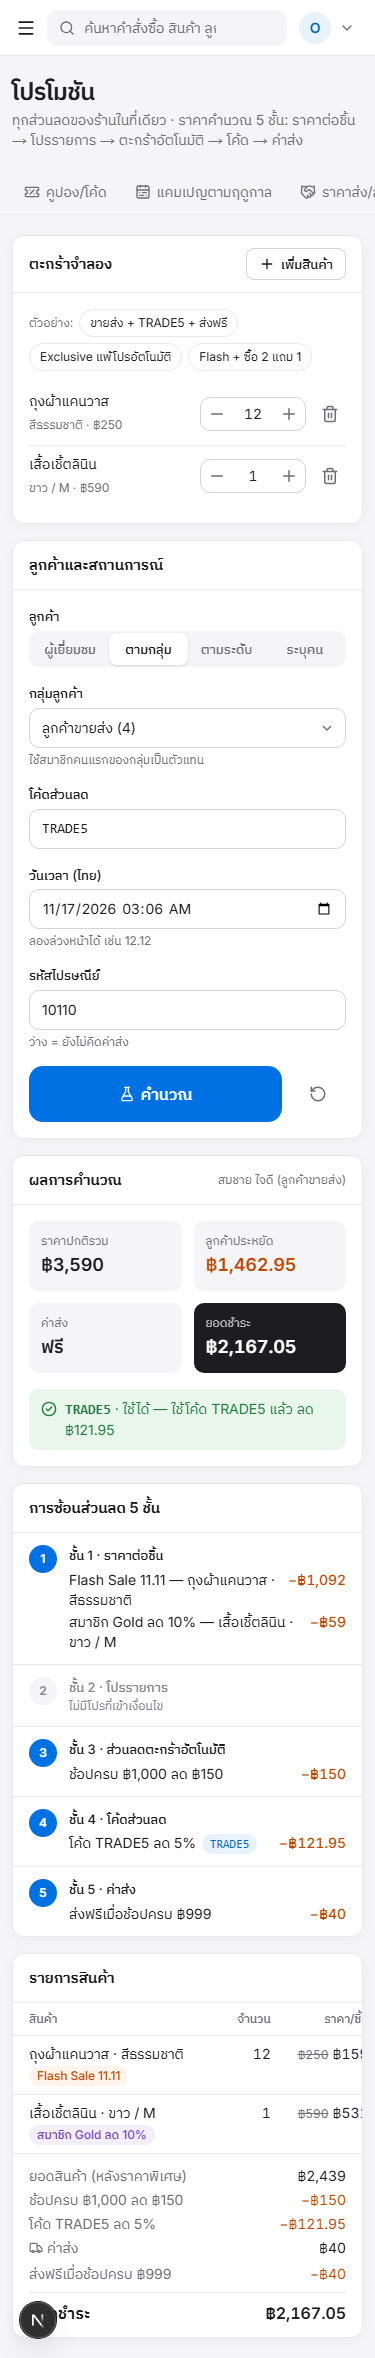 ค้นหาคำสั่งซื้อ สินค้า ลูก
O
โปรโมชัน
ทุกส่วนลดของร้านในที่เดียว · ราคาคำนวณ 5 ชั้น: ราคาต่อชิ้น
→ โปรรายการ → ตะกร้าอัตโนมัติ → โค้ด → ค่าส่ง
คูปอง/โค้ด
แคมเปญตามฤดูกาล
ราคาส่ง/
ตะกร้าจำลอง
+ เพิ่มสินค้า
ตัวอย่าง:
ขายส่ง + TRADE5 + ส่งฟรี
Exclusive แพ้โปรอัตโนมัติ
Flash + ซื้อ 2 แถม 1
ถุงผ้าแคนวาส
สีธรรมชาติ · ฿250
12
เสื้อเชิ้ตลินิน
ขาว / M · ฿590
1
ลูกค้าและสถานการณ์
ลูกค้า
ผู้เยี่ยมชม
ตามกลุ่ม
ตามระดับ
ระบุคน
กลุ่มลูกค้า
ลูกค้าขายส่ง (4)
ใช้สมาชิกคนแรกของกลุ่มเป็นตัวแทน
โค้ดส่วนลด
TRADE5
วันเวลา (ไทย)
11/17/2026 03:06 AM
ลองล่วงหน้าได้ เช่น 12.12
รหัสไปรษณีย์
10110
ว่าง = ยังไม่คิดค่าส่ง
คำนวณ
ผลการคำนวณ
สมชาย ใจดี (ลูกค้าขายส่ง)
ราคาปกติรวม
฿3,590
ลูกค้าประหยัด
฿1,462.95
ค่าส่ง
ฟรี
ยอดชำระ
฿2,167.05
TRADE5 · ใช้ได้ — ใช้โค้ด TRADE5 แล้ว ลด
฿121.95
การซ้อนส่วนลด 5 ชั้น
1
ชั้น 1 · ราคาต่อชิ้น
Flash Sale 11.11 — ถุงผ้าแคนวาส ·
สีธรรมชาติ
−฿1,092
สมาชิก Gold ลด 10% — เสื้อเชิ้ตลินิน ·
ขาว / M
−฿59
2
ชั้น 2 · โปรรายการ
ไม่มีโปรที่เข้าเงื่อนไข
3
ชั้น 3 · ส่วนลดตะกร้าอัตโนมัติ
ช้อปครบ ฿1,000 ลด ฿150
−฿150
4
ชั้น 4 · โค้ดส่วนลด
โค้ด TRADE5 ลด 5% TRADE5
−฿121.95
5
ชั้น 5 · ค่าส่ง
ส่งฟรีเมื่อช้อปครบ ฿999
−฿40
รายการสินค้า
สินค้า
จำนวน
ราคา/ชิ้
ถุงผ้าแคนวาส · สีธรรมชาติ
12
฿250 ฿159
Flash Sale 11.11
เสื้อเชิ้ตลินิน · ขาว / M
1
฿590 ฿531
สมาชิก Gold ลด 10%
ยอดสินค้า (หลังราคาพิเศษ)
฿2,439
ช้อปครบ ฿1,000 ลด ฿150
−฿150
โค้ด TRADE5 ลด 5%
−฿121.95
ค่าส่ง
฿40
ส่งฟรีเมื่อช้อปครบ ฿999
−฿40
N
ชำระ
฿2,167.05